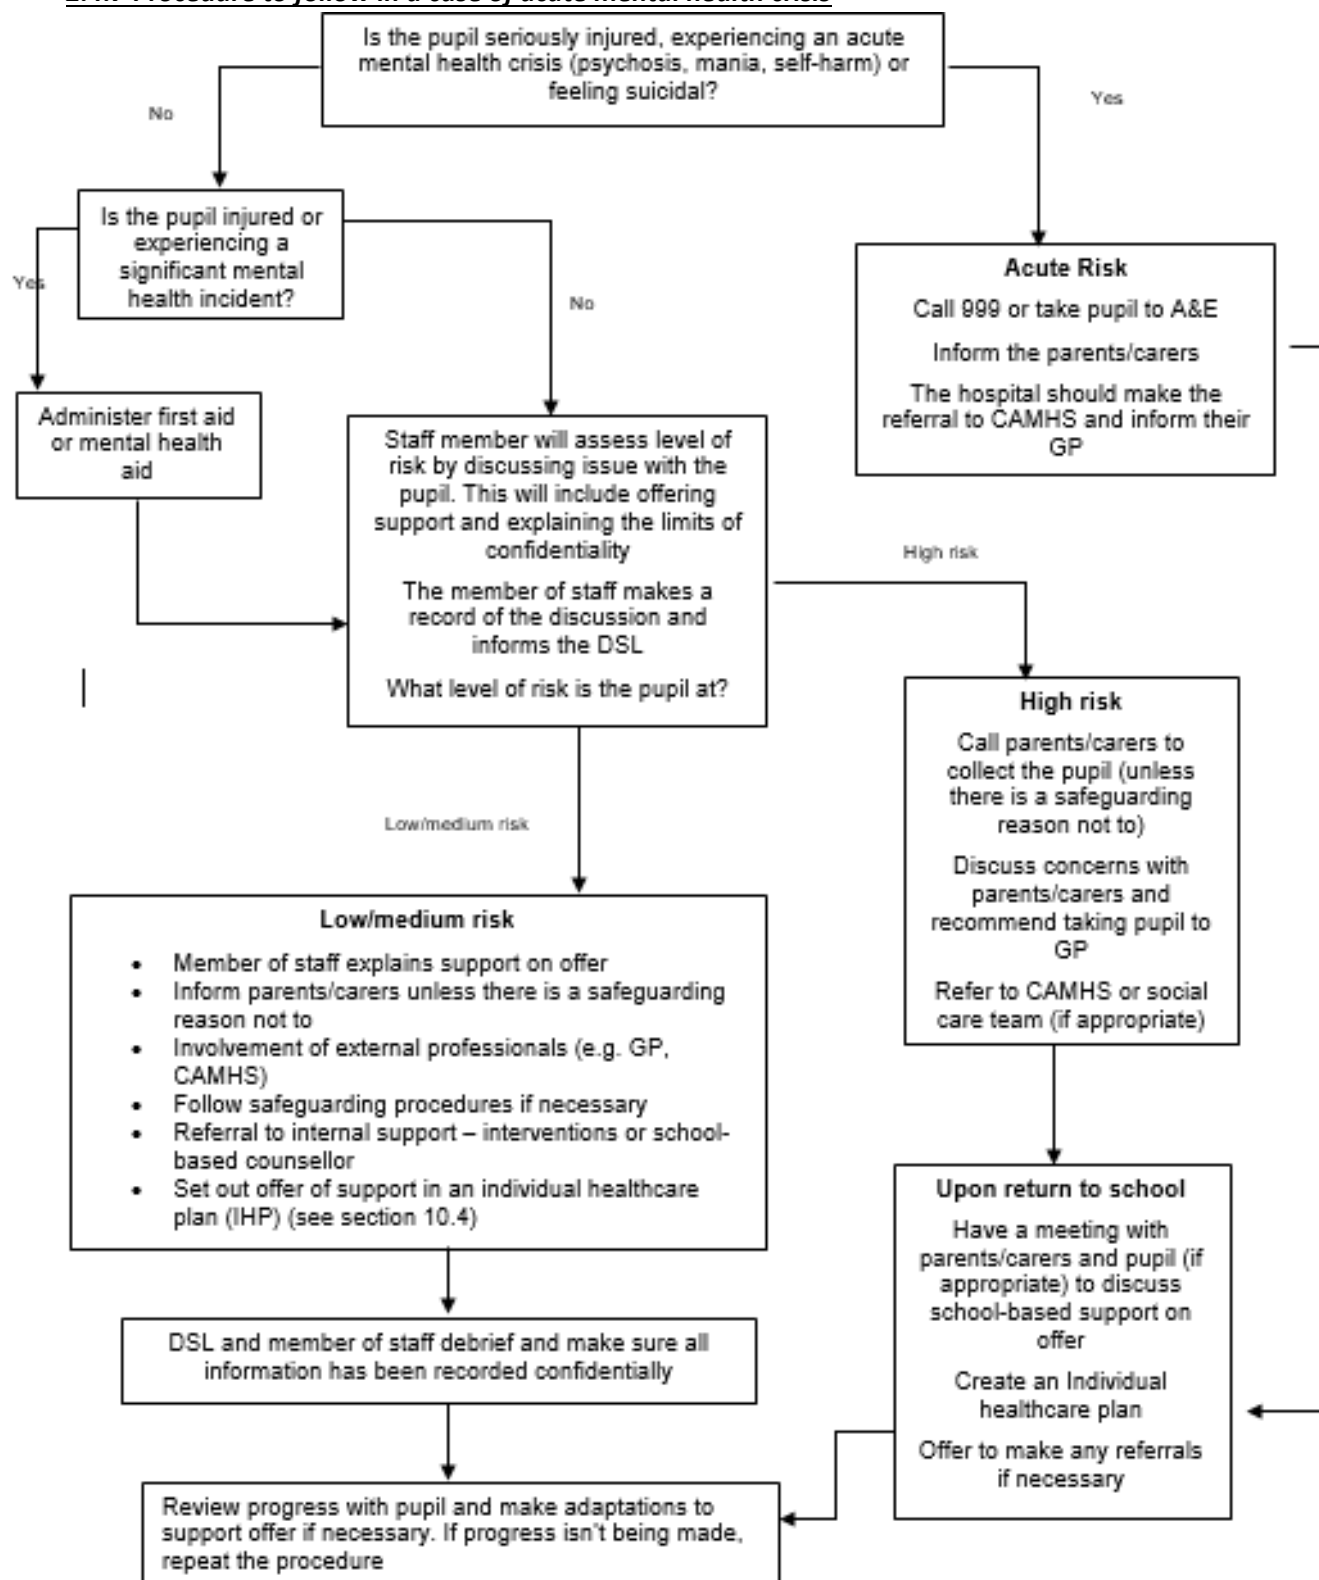 Procedure to follow in a case of acute mental health crisis
Is the pupil seriously injured, experiencing an acute
mental health crisis (psychosis, mania, self-harm) or
feeling suicidal?
No
Yes
Is the pupil injured or
experiencing a
significant mental
health incident?
Yes
No
Acute Risk
Call 999 or take pupil to A&E
Inform the parents/carers
The hospital should make the
referral to CAMHS and inform their
GP
Administer first aid
or mental health
aid
Staff member will assess level of
risk by discussing issue with the
pupil. This will include offering
support and explaining the limits of
confidentiality
The member of staff makes a
record of the discussion and
informs the DSL
What level of risk is the pupil at?
High risk
High risk
Call parents/carers to
collect the pupil (unless
there is a safeguarding
reason not to)
Discuss concerns with
parents/carers and
recommend taking pupil to
GP
Refer to CAMHS or social
care team (if appropriate)
Low/medium risk
Low/medium risk
• Member of staff explains support on offer
• Inform parents/carers unless there is a safeguarding
reason not to
• Involvement of external professionals (e.g. GP,
CAMHS)
• Follow safeguarding procedures if necessary
• Referral to internal support – interventions or school-
based counsellor
• Set out offer of support in an individual healthcare
plan (IHP) (see section 10.4)
Upon return to school
Have a meeting with
parents/carers and pupil (if
appropriate) to discuss
school-based support on
offer
Create an Individual
healthcare plan
Offer to make any referrals
if necessary
DSL and member of staff debrief and make sure all
information has been recorded confidentially
Review progress with pupil and make adaptations to
support offer if necessary. If progress isn't being made,
repeat the procedure